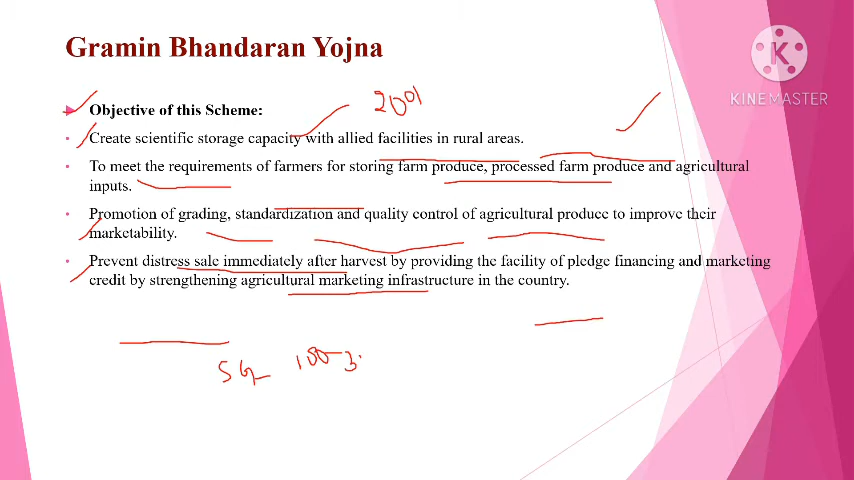 Gramin Bhandaran Yojna
KINEMASTER
Objective of this Scheme:
2001
• Create scientific storage capacity with allied facilities in rural areas.
• To meet the requirements of farmers for storing farm produce, processed farm produce and agricultural
inputs.
• Promotion of grading, standardization and quality control of agricultural produce to improve their
marketability.
• Prevent distress sale immediately after harvest by providing the facility of pledge financing and marketing
credit by strengthening agricultural marketing infrastructure in the country.
100